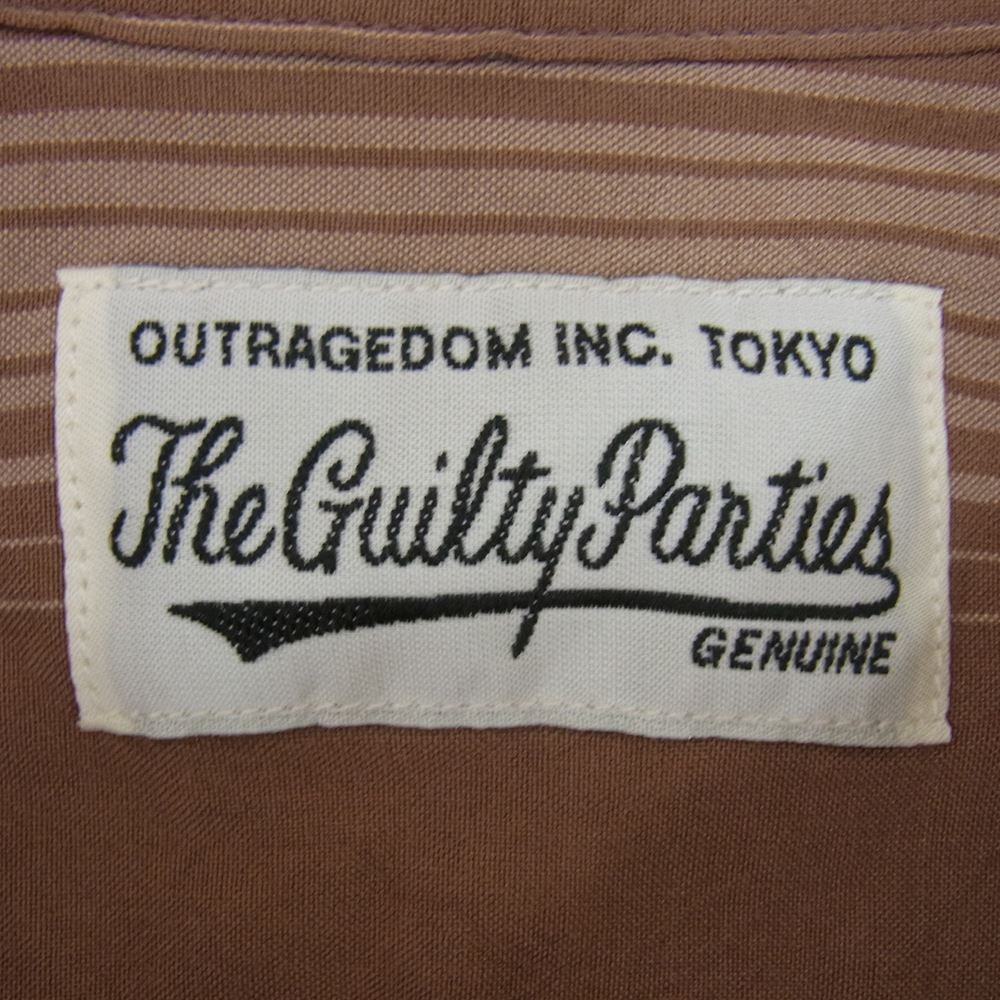 OUTRAGEDOM INC. TOKYO
The Guilty Parties
GENUINE